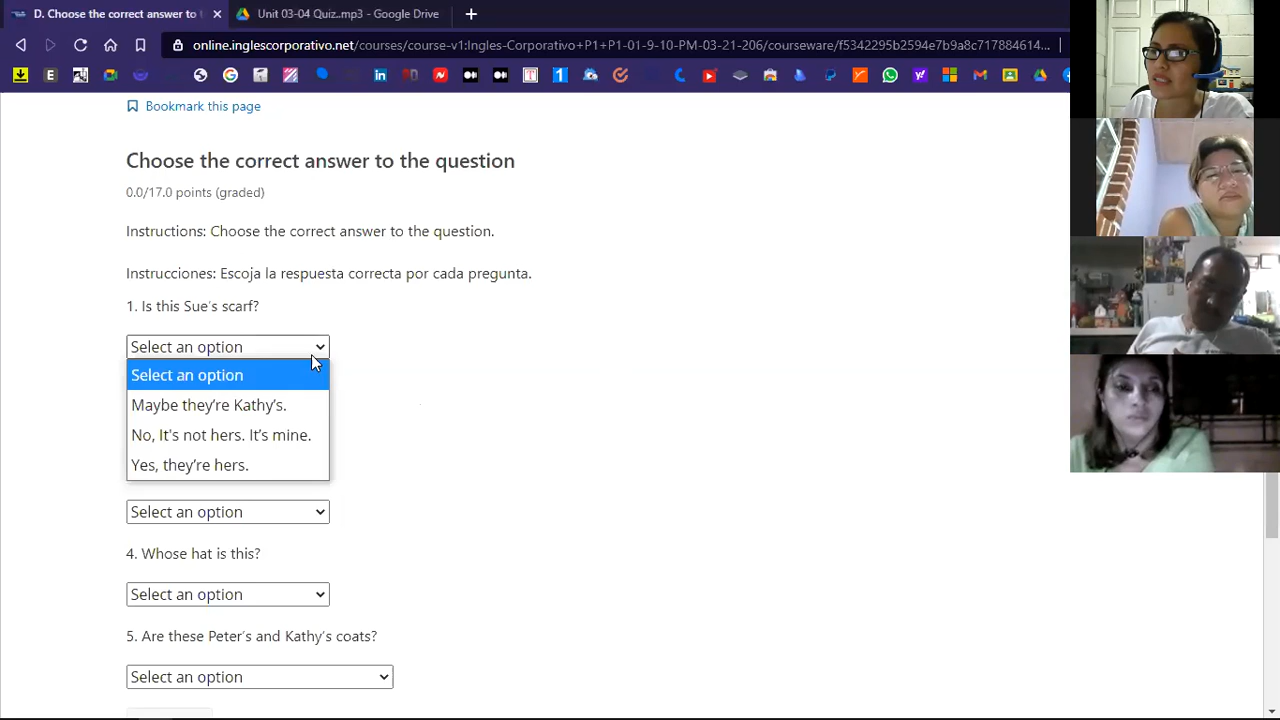 D. Choose the correct answer to t
Unit 03-04 Quiz..mp3 - Google Drive
online.inglescorporativo.net/courses/course-v1:Ingles-Corporativo+P1+P1-01-9-10-PM-03-21-206/courseware/f5342295b2594e7b9a8c717884614...
Bookmark this page
Choose the correct answer to the question
0.0/17.0 points (graded)
Instructions: Choose the correct answer to the question.
Instrucciones: Escoja la respuesta correcta por cada pregunta.
1. Is this Sue's scarf?
Select an option
Select an option
Maybe they're Kathy's.
No, It's not hers. It's mine.
Yes, they're hers.
Select an option
4. Whose hat is this?
Select an option
5. Are these Peter's and Kathy's coats?
Select an option